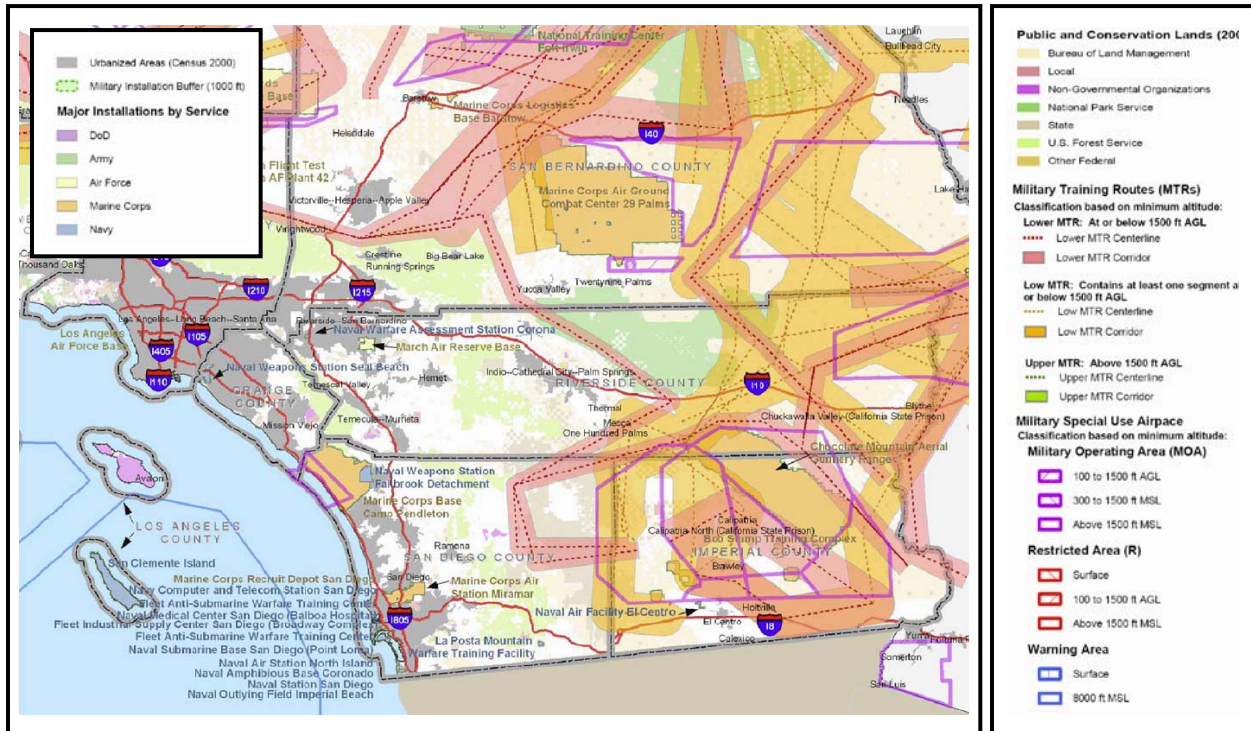 Urbanized Areas (Census 2000)
Military Installation Buffer (1000 ft)
Major Installations by Service
DoD
Army
Air Force
Marine Corps
Navy
National Training Center
Fort Irwin
Laughlin
Bullhead City
Base
Barstow
Marine Corps Logistics
Base Barstow
Needles
Helendale
I40
Flight Test
AF Plant 42
SAN BERNARDINO COUNTY
Marine Corps Air Ground
Combat Center 29 Palms
Victorville--Hesperia--Apple Valley
Wrightwood
Thousand Oaks
Crestline
Running Springs
Big Bear Lake
Twentynine Palms
Yucca Valley
I210
I215
Los Angeles--Long Beach--Santa Ana
Riverside--San Bernardino
Naval Warfare Assessment Station Corona
Los Angeles
Air Force Base
I105
I405
I110
March Air Reserve Base
Naval Weapons Station Seal Beach
Hemet
Indio--Cathedral City--Palm Springs
RIVERSIDE COUNTY
I10
ORANGE
COUNTY
Temescal Valley
Thermal
Mecca
One Hundred Palms
Blythe
Chuckawalla Valley (California State Prison)
Temecula--Murrieta
Mission Viejo
Chocolate Mountain Aerial
Gunnery Ranges
Avalon
Naval Weapons Station
Fallbrook Detachment
Marine Corps Base
Camp Pendleton
LOS ANGELES
COUNTY
Calipatria
Calipatria North (California State Prison)
Bob Stump Training Complex
IMPERIAL COUNTY
Ramona
SAN DIEGO COUNTY
San Clemente Island
Brawley
San Diego
Marine Corps Air
Station Miramar
Marine Corps Recruit Depot San Diego
Navy Computer and Telecom Station San Diego
Fleet Anti-Submarine Warfare Training Center
Naval Medical Center San Diego (Balboa Hospital)
Fleet Industrial Supply Center San Diego (Broadway Complex)
Fleet Anti-Submarine Warfare Training Center
Naval Submarine Base San Diego (Point Loma)
Naval Air Station North Island
Naval Amphibious Base Coronado
Naval Station San Diego
Naval Outlying Field Imperial Beach
I805
La Posta Mountain
Warfare Training Facility
Naval Air Facility El Centro
Holtville
El Centro
I8
Calexico
Yuma
Somerton
San Luis
Public and Conservation Lands (200
Bureau of Land Management
Local
Non-Governmental Organizations
National Park Service
State
U.S. Forest Service
Other Federal
Military Training Routes (MTRs)
Classification based on minimum altitude:
Lower MTR: At or below 1500 ft AGL
Lower MTR Centerline
Lower MTR Corridor
Low MTR: Contains at least one segment a
or below 1500 ft AGL
Low MTR Centerline
Low MTR Corridor
Upper MTR: Above 1500 ft AGL
Upper MTR Centerline
Upper MTR Corridor
Military Special Use Airpace
Classification based on minimum altitude:
Military Operating Area (MOA)
100 to 1500 ft AGL
300 to 1500 ft MSL
Above 1500 ft MSL
Restricted Area (R)
Surface
100 to 1500 ft AGL
Above 1500 ft MSL
Warning Area
Surface
8000 ft MSL